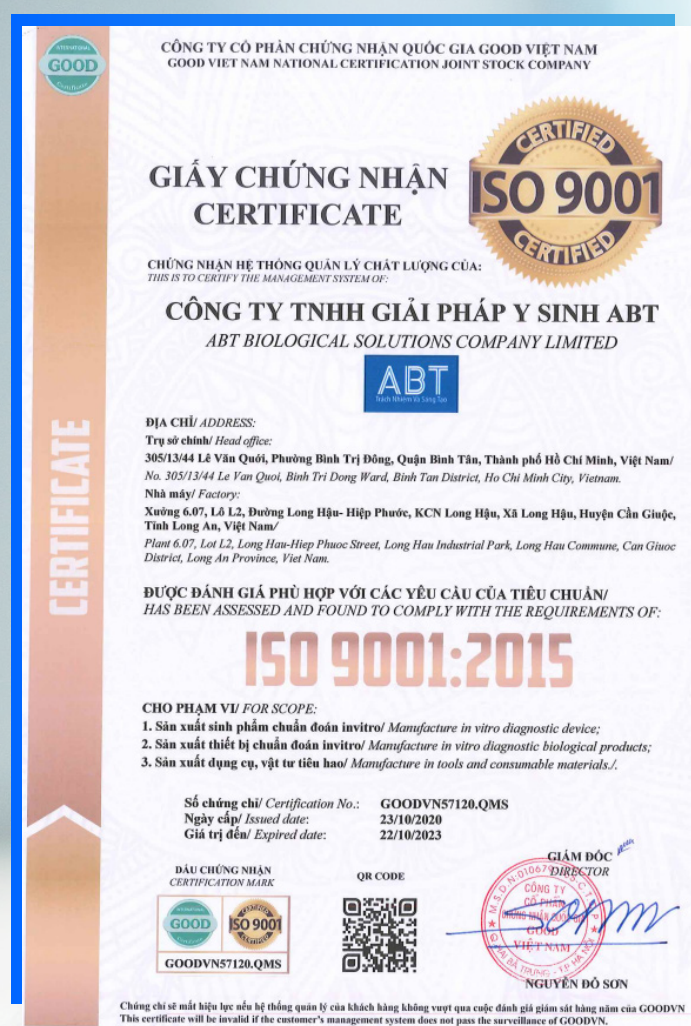 INTERNATIONAL
GOOD
Certificate
CÔNG TY CỔ PHẦN CHỨNG NHẬN QUỐC GIA GOOD VIỆT NAM
GOOD VIET NAM NATIONAL CERTIFICATION JOINT STOCK COMPANY
CERTIFIED
ISO 9001
CERTIFIED
GIẤY CHỨNG NHẬN
CERTIFICATE
CHỨNG NHẬN HỆ THỐNG QUẢN LÝ CHẤT LƯỢNG CỦA:
THIS IS TO CERTIFY THE MANAGEMENT SYSTEM OF:
CÔNG TY TNHH GIẢI PHÁP Y SINH ABT
ABT BIOLOGICAL SOLUTIONS COMPANY LIMITED
ABT
Trách Nhiệm Và Sáng Tạo
ĐỊA CHỈ/ ADDRESS:
Trụ sở chính/ Head office:
305/13/44 Lê Văn Quới, Phường Bình Trị Đông, Quận Bình Tân, Thành phố Hồ Chí Minh, Việt Nam/
No. 305/13/44 Le Van Quoi, Binh Tri Dong Ward, Binh Tan District, Ho Chi Minh City, Vietnam.
Nhà máy/ Factory:
Xưởng 6.07, Lô L2, Đường Long Hậu- Hiệp Phước, KCN Long Hậu, Xã Long Hậu, Huyện Cần Giuộc,
Tỉnh Long An, Việt Nam/
Plant 6.07, Lot L2, Long Hau-Hiep Phuoc Street, Long Hau Industrial Park, Long Hau Commune, Can Giuoc
District, Long An Province, Viet Nam.
ĐƯỢC ĐÁNH GIÁ PHÙ HỢP VỚI CÁC YÊU CẦU CỦA TIÊU CHUẨN/
HAS BEEN ASSESSED AND FOUND TO COMPLY WITH THE REQUIREMENTS OF:
ISO 9001:2015
CHO PHẠM VI/ FOR SCOPE:
1. Sản xuất sinh phẩm chuẩn đoán invitro/ Manufacture in vitro diagnostic device;
2. Sản xuất thiết bị chuẩn đoán invitro/ Manufacture in vitro diagnostic biological products;
3. Sản xuất dụng cụ, vật tư tiêu hao/ Manufacture in tools and consumable materials./.
Số chứng chỉ/ Certification No.: GOODVN57120.QMS
Ngày cấp/ Issued date: 23/10/2020
Giá trị đến/ Expired date: 22/10/2023
CERTIFICATE
DẤU CHỨNG NHẬN
CERTIFICATION MARK
GOOD
CERTIFIED
ISO 9001
GOODVN57120.QMS
QR CODE
GIÁM ĐỐC
DIRECTOR
CÔNG TY
CỔ PHẦN
CHỨNG NHẬN QUỐC GIA
GOOD
VIỆT NAM
NGUYỄN ĐỖ SƠN
Chứng chỉ sẽ mất hiệu lực nếu hệ thống quản lý của khách hàng không vượt qua cuộc đánh giá giám sát hàng năm của GOODVN
This certificate will be invalid if the customer's management system does not pass the surveillance of GOODVN.